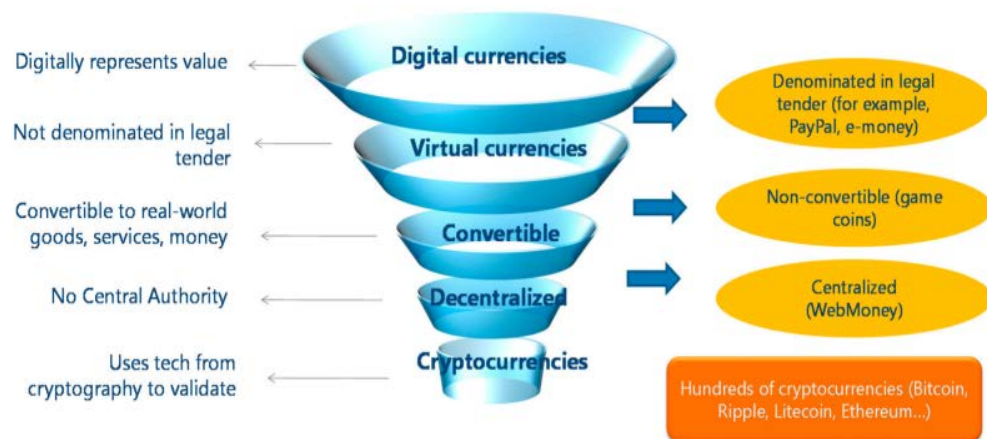 Digital currencies
Digitally represents value
Denominated in legal
tender (for example,
PayPal, e-money)
Not denominated in legal
tender
Virtual currencies
Non-convertible (game
coins)
Convertible to real-world
goods, services, money
Convertible
Centralized
(WebMoney)
No Central Authority
Decentralized
Uses tech from
cryptography to validate
Cryptocurrencies
Hundreds of cryptocurrencies (Bitcoin,
Ripple, Litecoin, Ethereum...)